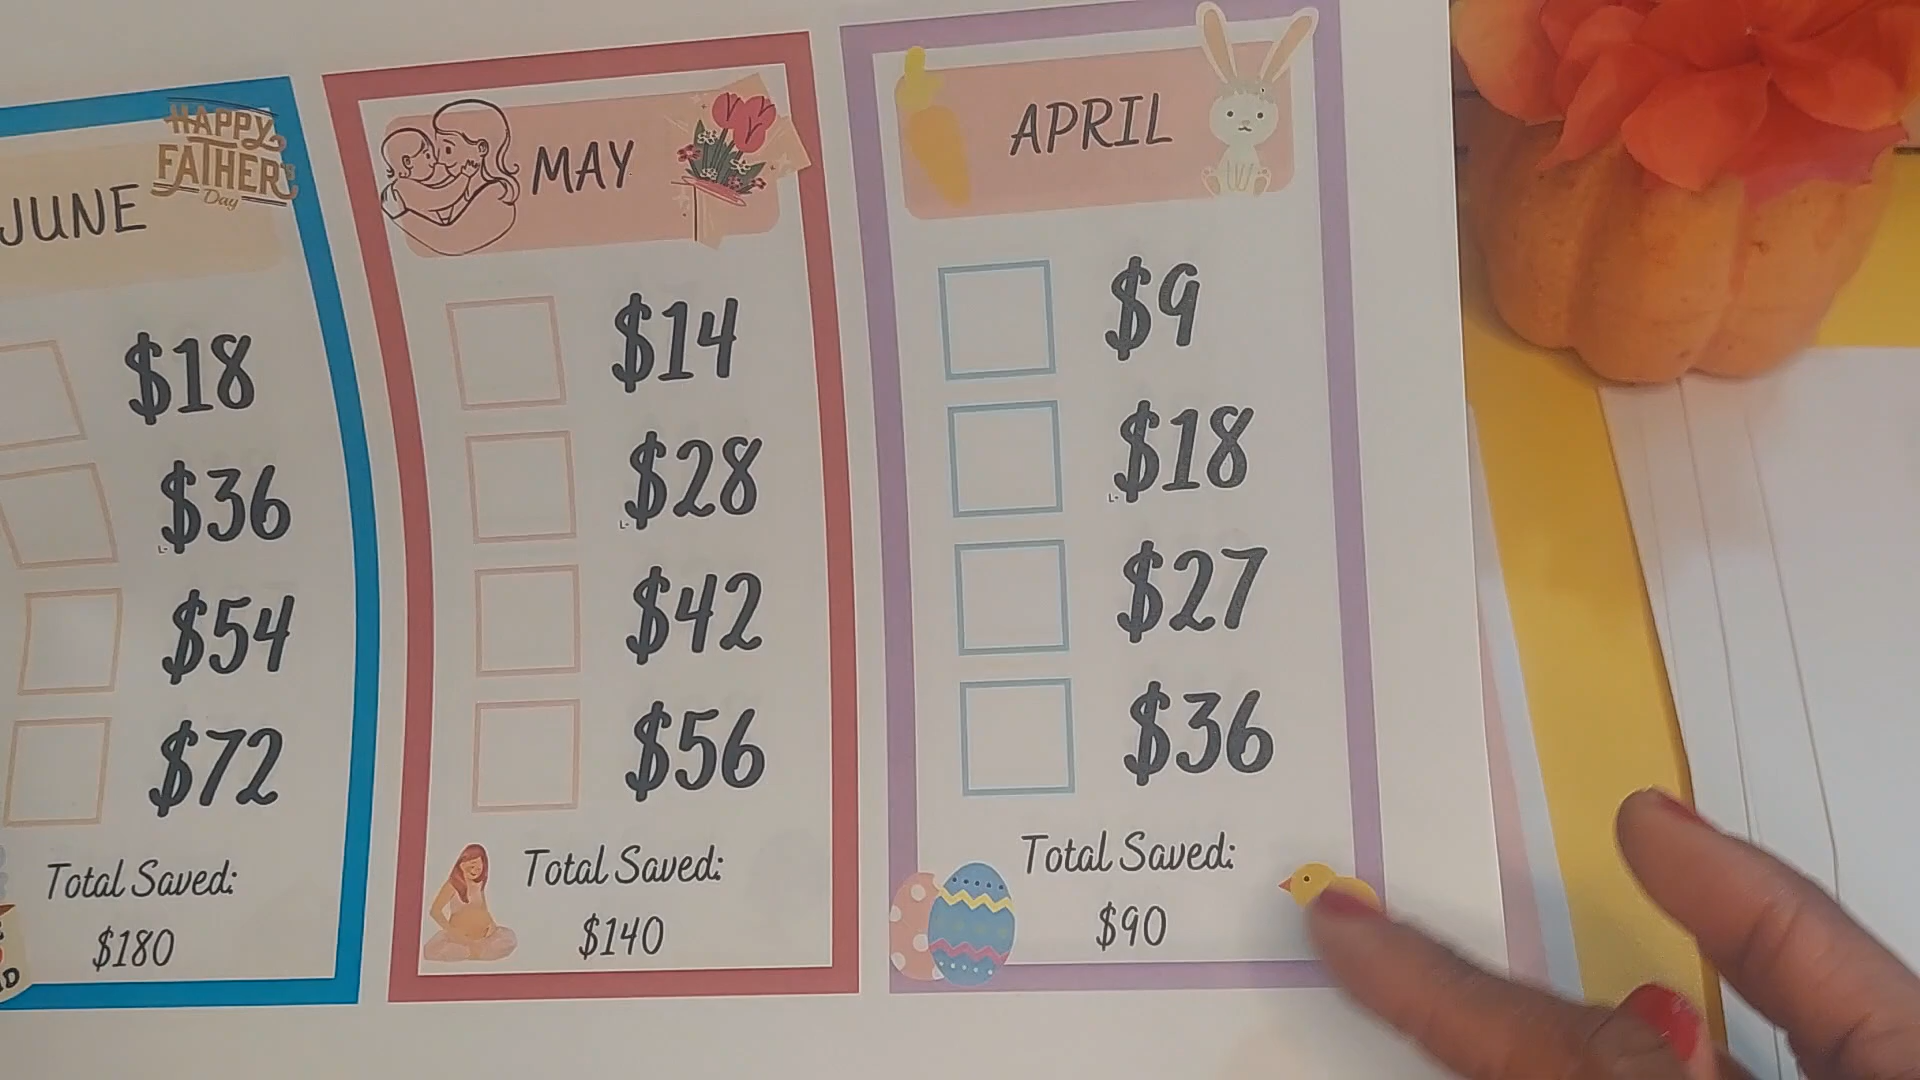 HAPPY
FATHER'S
Day
JUNE
$18
$36
$54
$72
Total Saved:
$180
MAY
$14
$28
$42
$56
Total Saved:
$140
APRIL
$9
$18
$27
$36
Total Saved:
$90